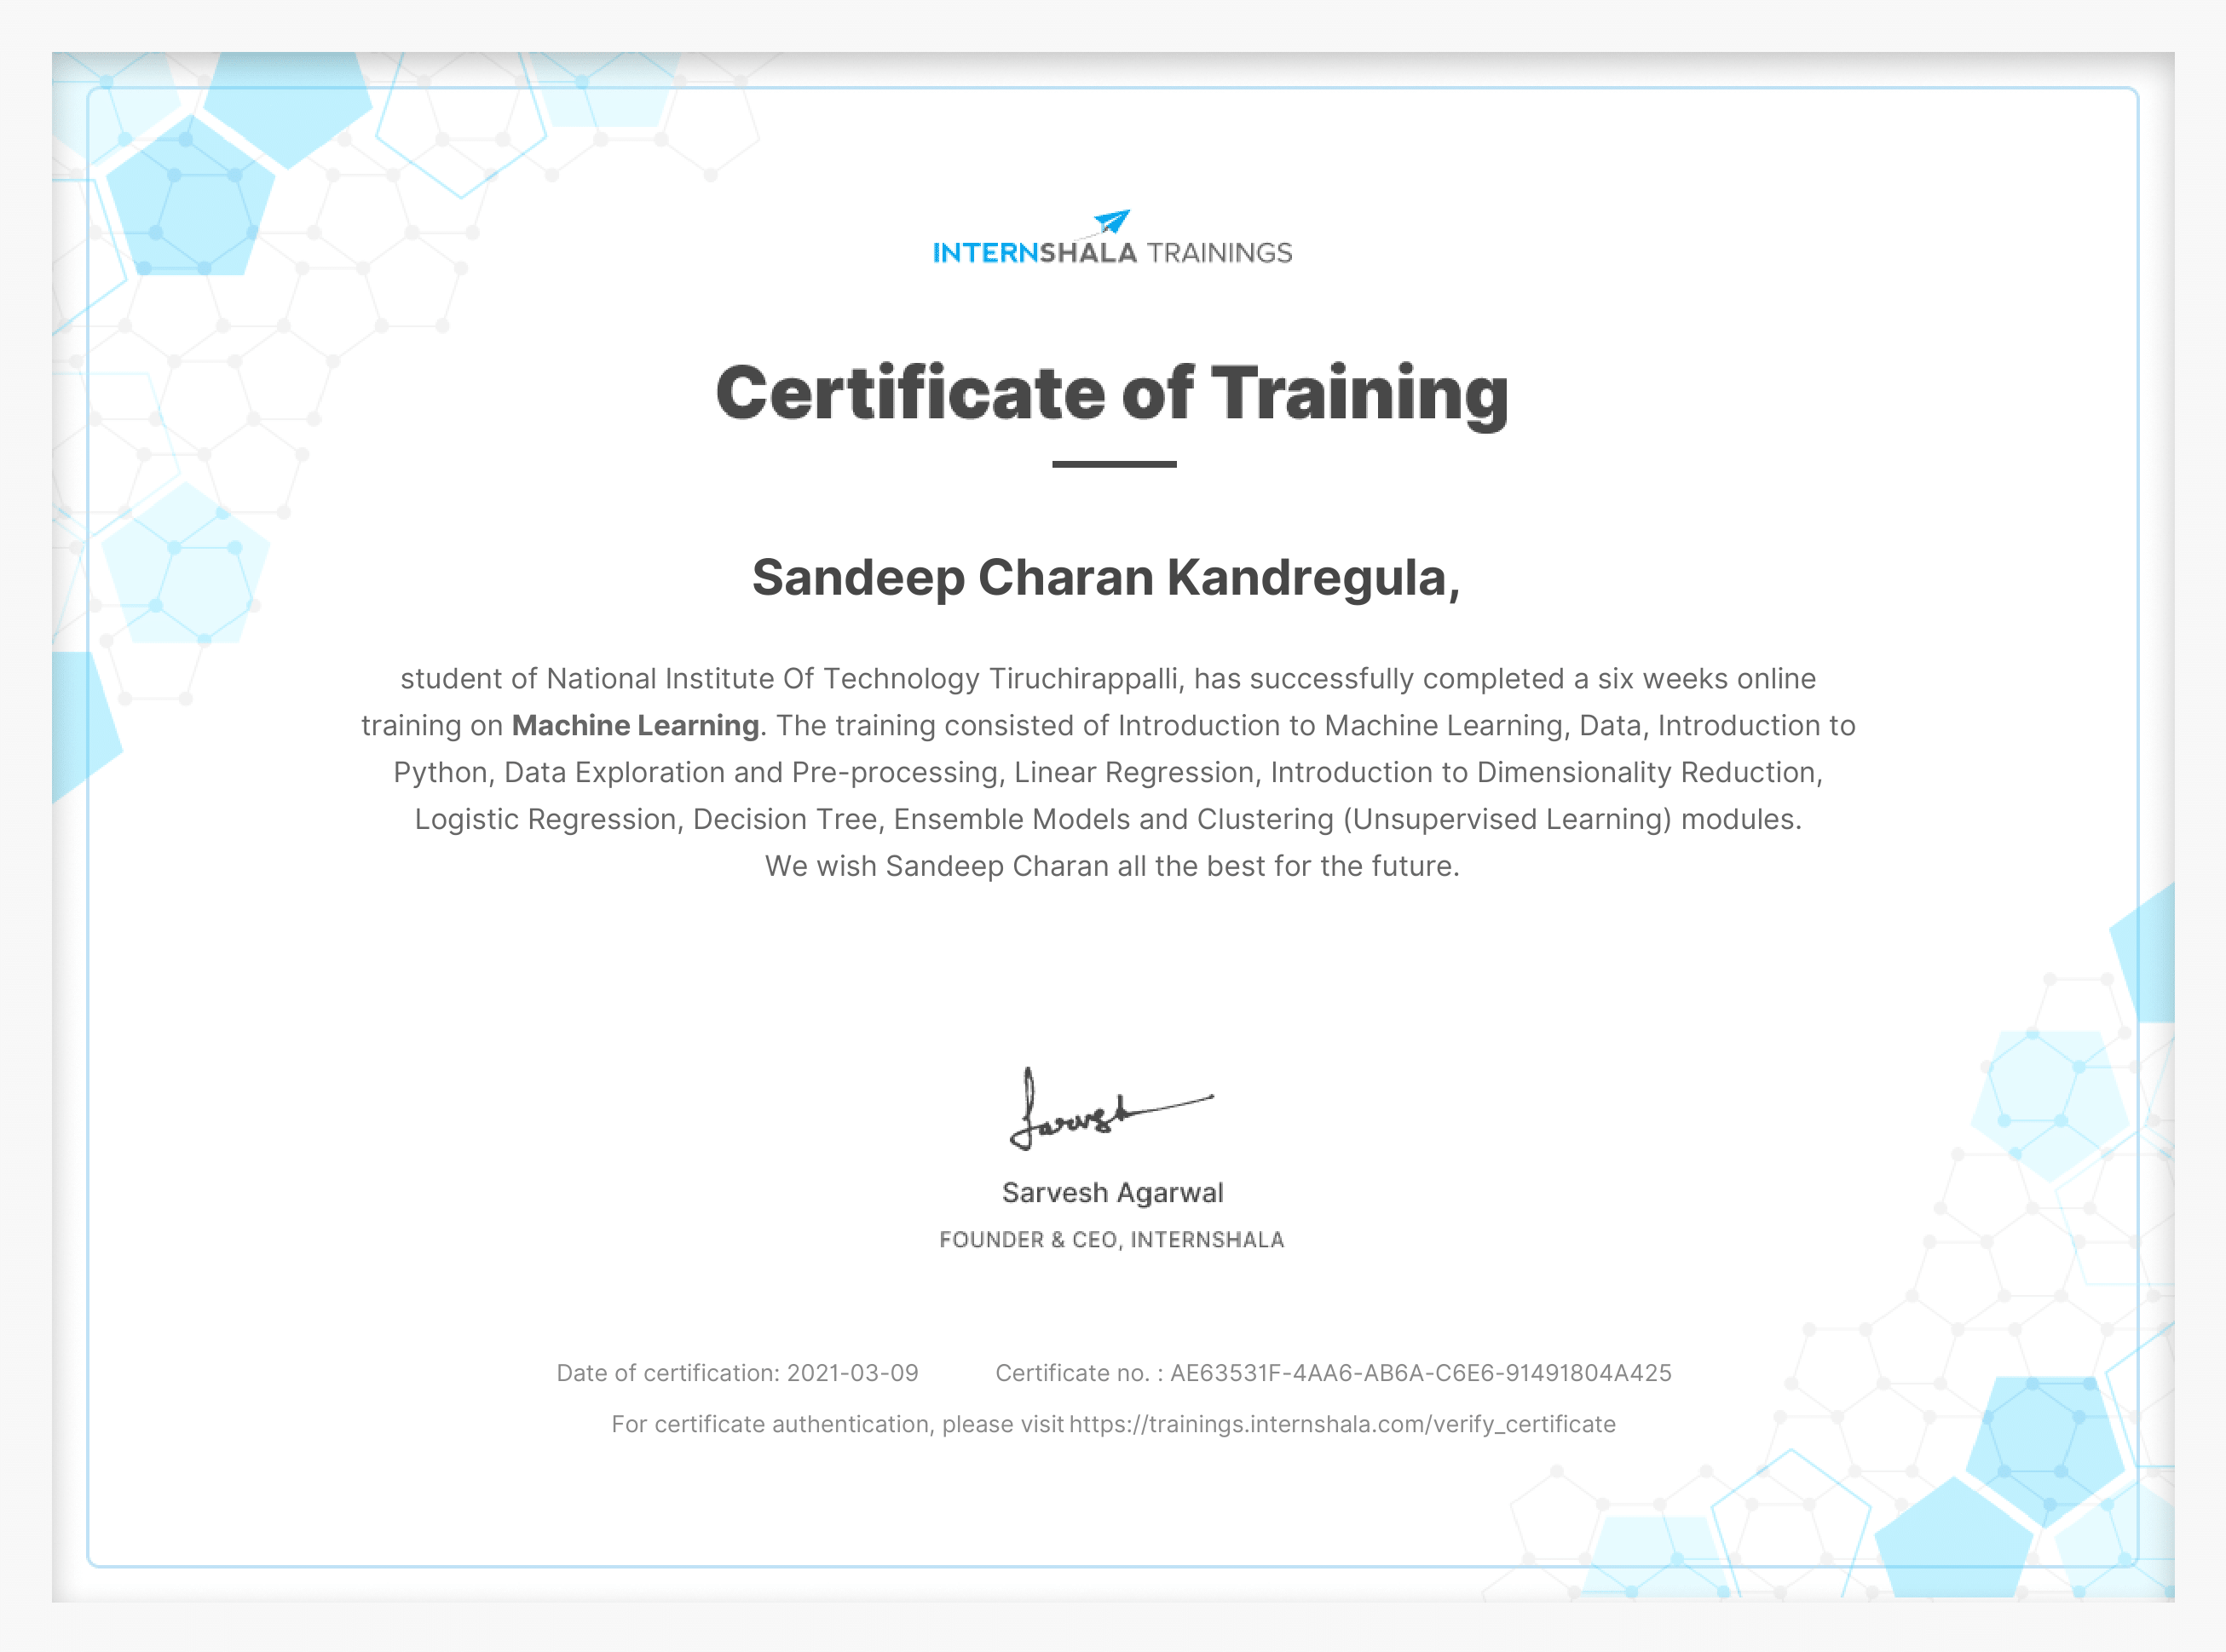 INTERNSHALA TRAININGS
Certificate of Training
Sandeep Charan Kandregula,
student of National Institute Of Technology Tiruchirappalli, has successfully completed a six weeks online
training on Machine Learning. The training consisted of Introduction to Machine Learning, Data, Introduction to
Python, Data Exploration and Pre-processing, Linear Regression, Introduction to Dimensionality Reduction,
Logistic Regression, Decision Tree, Ensemble Models and Clustering (Unsupervised Learning) modules.
We wish Sandeep Charan all the best for the future.
Sarvesh
Sarvesh Agarwal
FOUNDER & CEO, INTERNSHALA
Date of certification: 2021-03-09 Certificate no. : AE63531F-4AA6-AB6A-C6E6-91491804A425
For certificate authentication, please visit https://trainings.internshala.com/verify_certificate